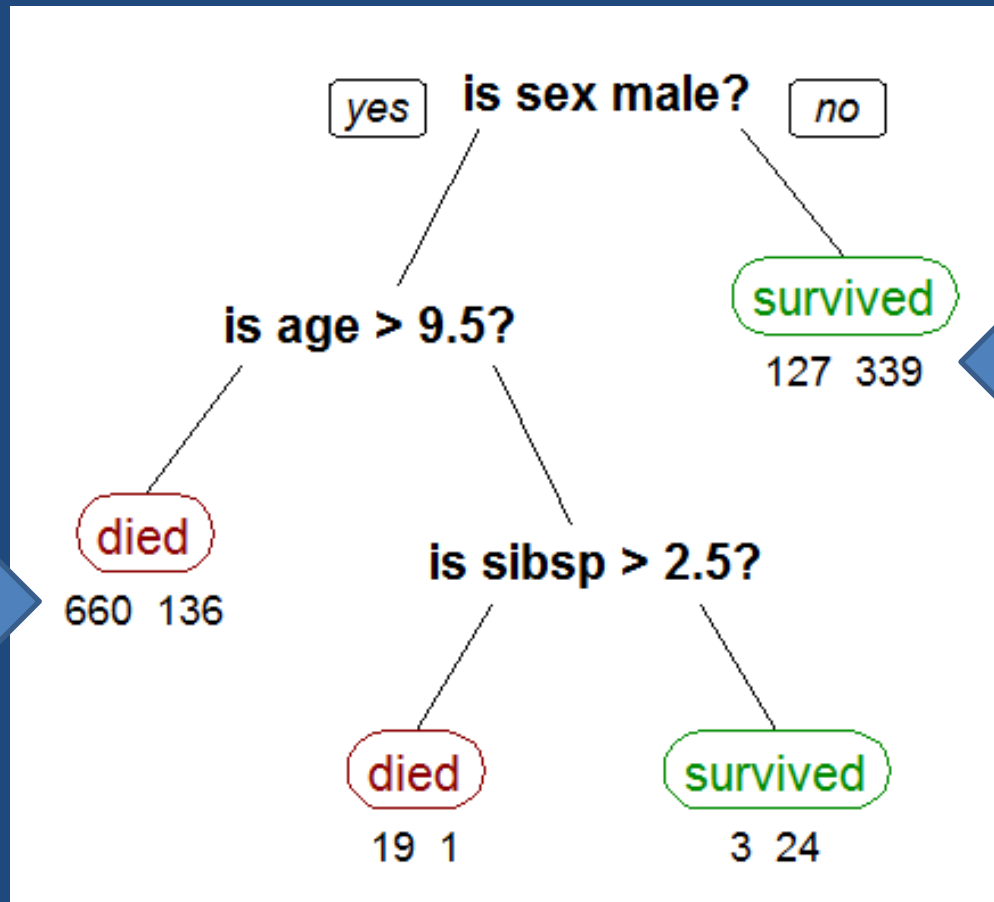 yes is sex male? no
survived
127 339
is age > 9.5?
died
660 136
is sibsp > 2.5?
died survived
19 1 3 24